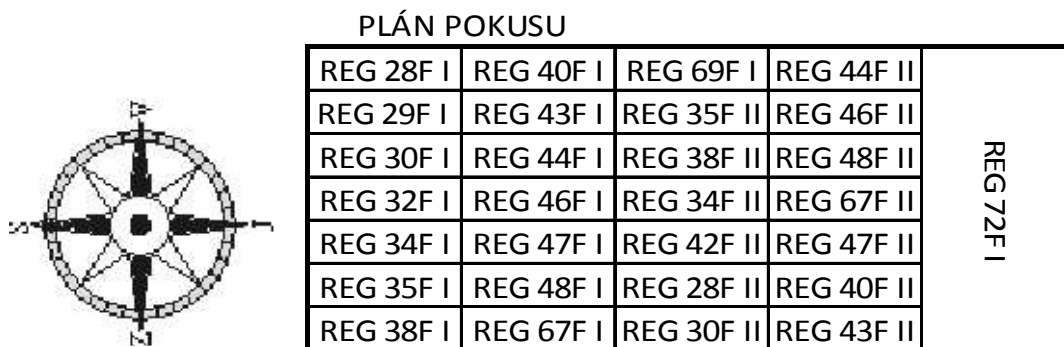 PLÁN POKUSU
REG 28F I REG 40F I REG 69F I REG 44F II
REG 29F I REG 43F I REG 35F II REG 46F II
REG 30F I REG 44F I REG 38F II REG 48F II
REG 32F I REG 46F I REG 34F II REG 67F II
REG 34F I REG 47F I REG 42F II REG 47F II
REG 35F I REG 48F I REG 28F II REG 40F II
REG 38F I REG 67F I REG 30F II REG 43F II
REG 72F I
V
S
J
Z